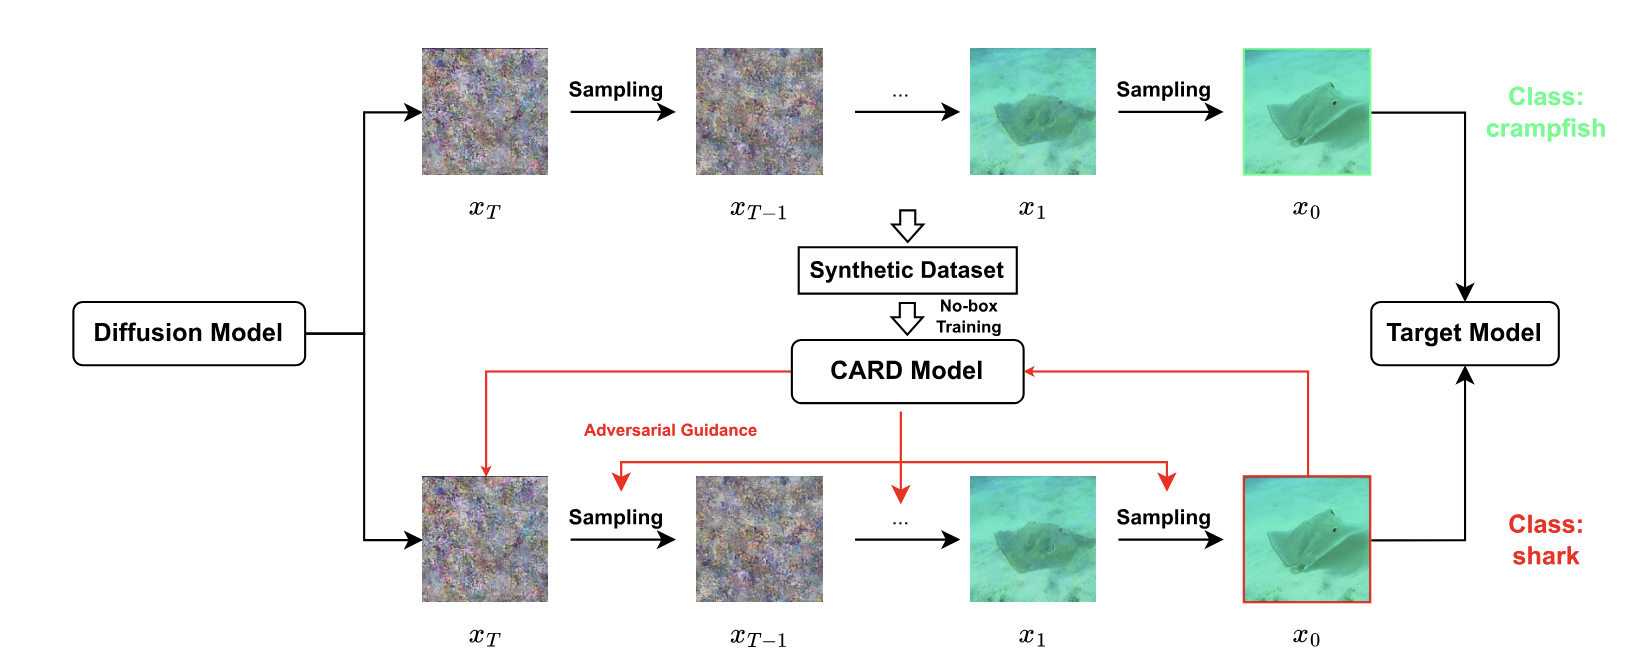 Sampling
...
Sampling
Class:
crampfish
x_T
x_{T-1}
x_1
x_0
Synthetic Dataset
No-box
Training
Diffusion Model
CARD Model
Target Model
Adversarial Guidance
Sampling
...
Sampling
Class:
shark
x_T
x_{T-1}
x_1
x_0